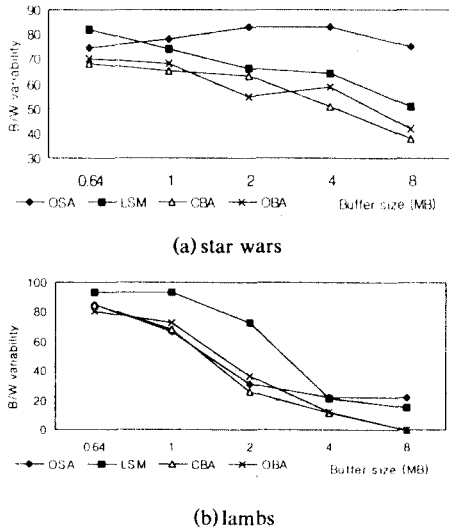 90
80
70
60
50
40
30
B/W variability
0.64 1 2 4 8
OSA LSM CBA OBA Buffer size (MB)
(a) star wars
100
80
60
40
20
0
B/W variability
0.64 1 2 4 8
OSA LSM CBA OBA Buffer size (MB)
(b) lambs